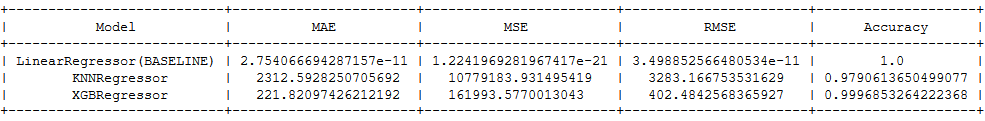 +--------------------------+-----------------------+------------------------+-----------------------+--------------------+
| Model | MAE | MSE | RMSE | Accuracy |
+--------------------------+-----------------------+------------------------+-----------------------+--------------------+
| LinearRegressor(BASELINE) | 2.754066694287157e-11 | 1.2241969281967417e-21 | 3.498852566480534e-11 | 1.0 |
| KNNRegressor | 2312.5928250705692 | 10779183.931495419 | 3283.166753531629 | 0.9790613650499077 |
| XGBRegressor | 221.82097426212192 | 161993.5770013043 | 402.4842568365927 | 0.9996853264222368 |
+--------------------------+-----------------------+------------------------+-----------------------+--------------------+